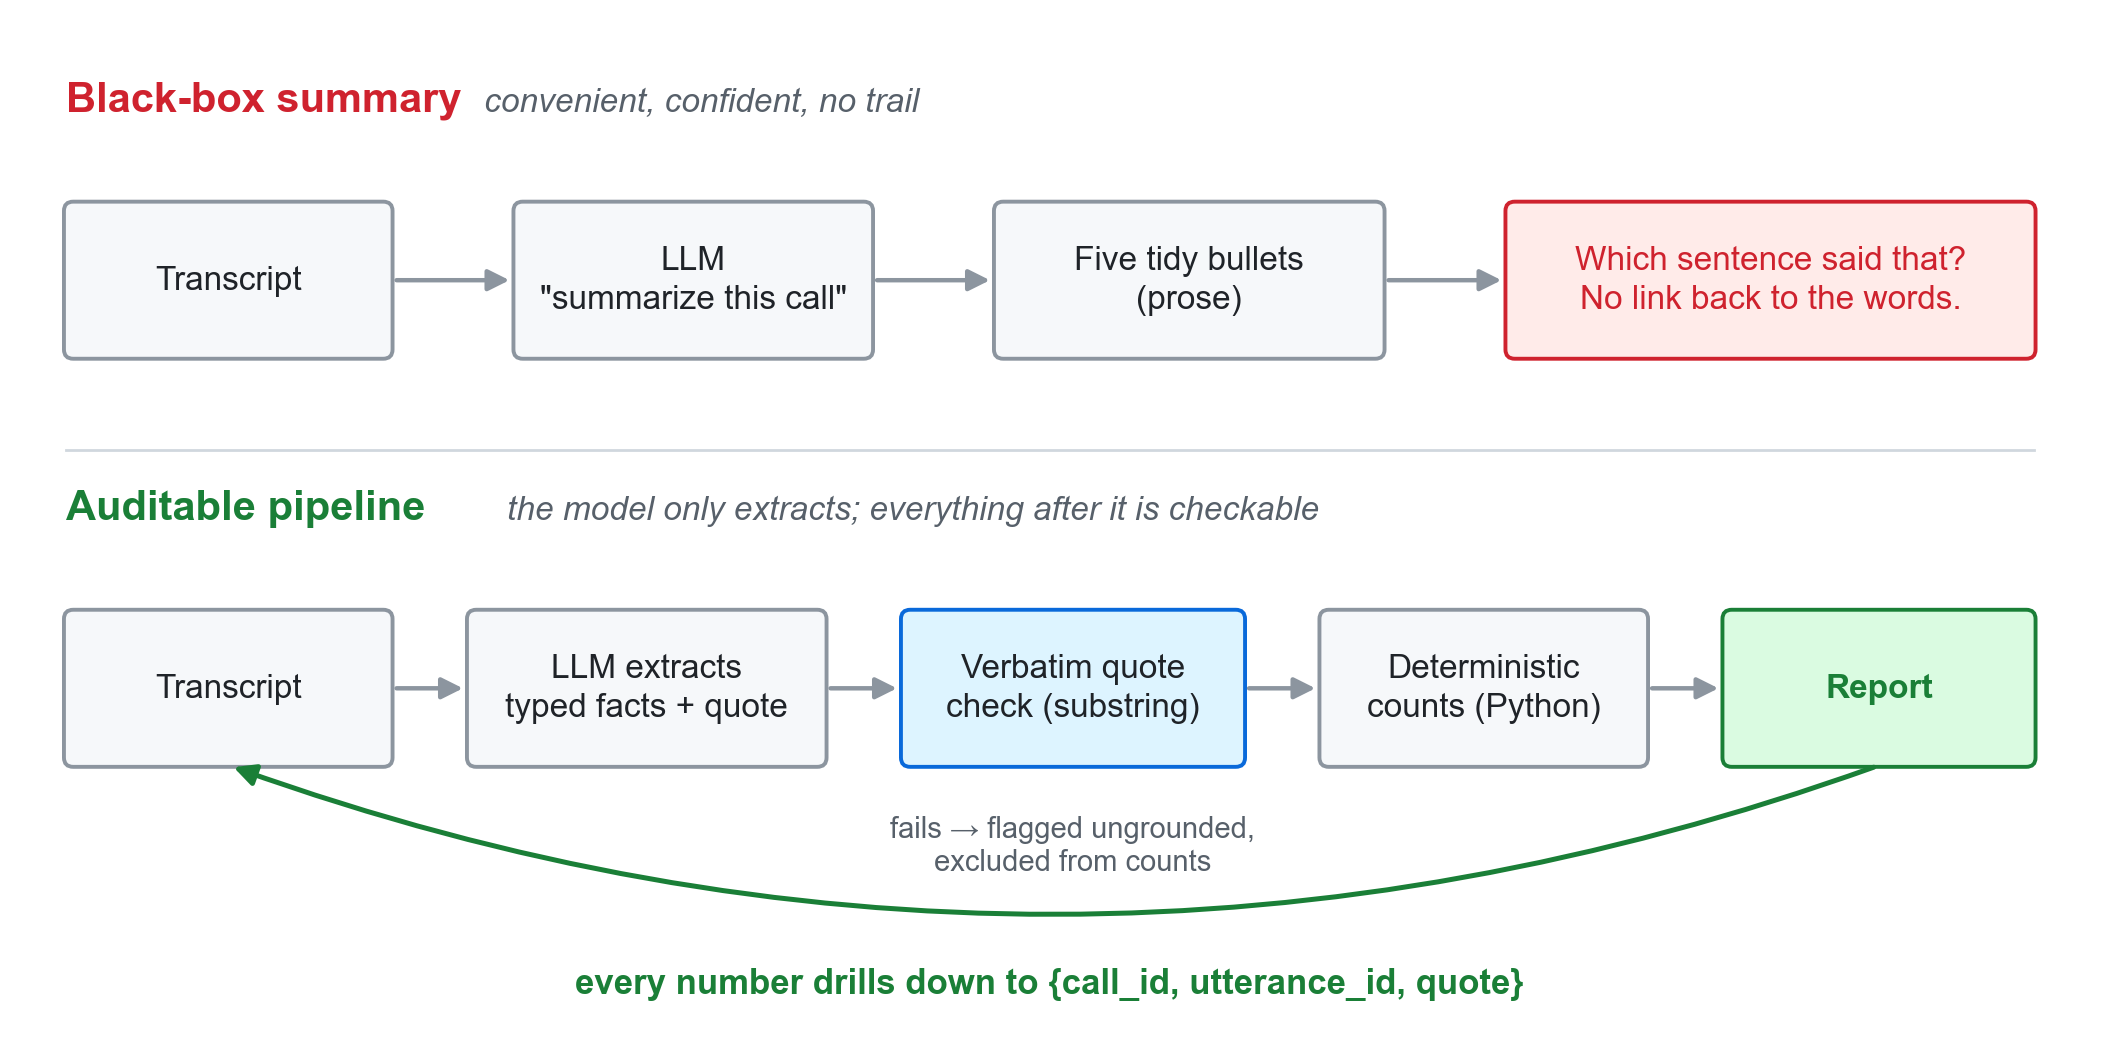 Black-box summary convenient, confident, no trail
Transcript
LLM
"summarize this call"
Five tidy bullets
(prose)
Which sentence said that?
No link back to the words.
Auditable pipeline the model only extracts; everything after it is checkable
Transcript
LLM extracts
typed facts + quote
Verbatim quote
check (substring)
Deterministic
counts (Python)
Report
fails → flagged ungrounded,
excluded from counts
every number drills down to {call_id, utterance_id, quote}